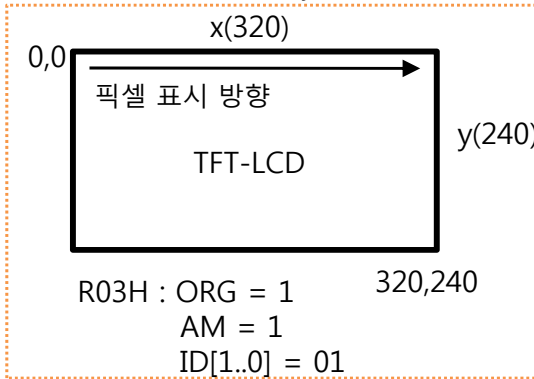 x(320)
0,0
픽셀 표시 방향
y(240)
TFT-LCD
320,240
R03H : ORG = 1
AM = 1
ID[1..0] = 01